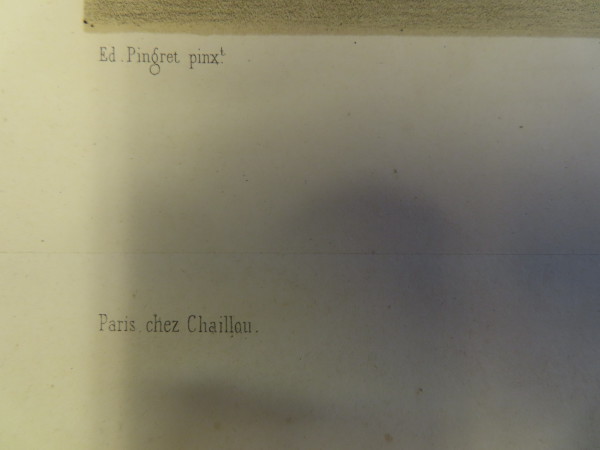 Ed. Pingret pinx.t
Paris, chez Chaillou.